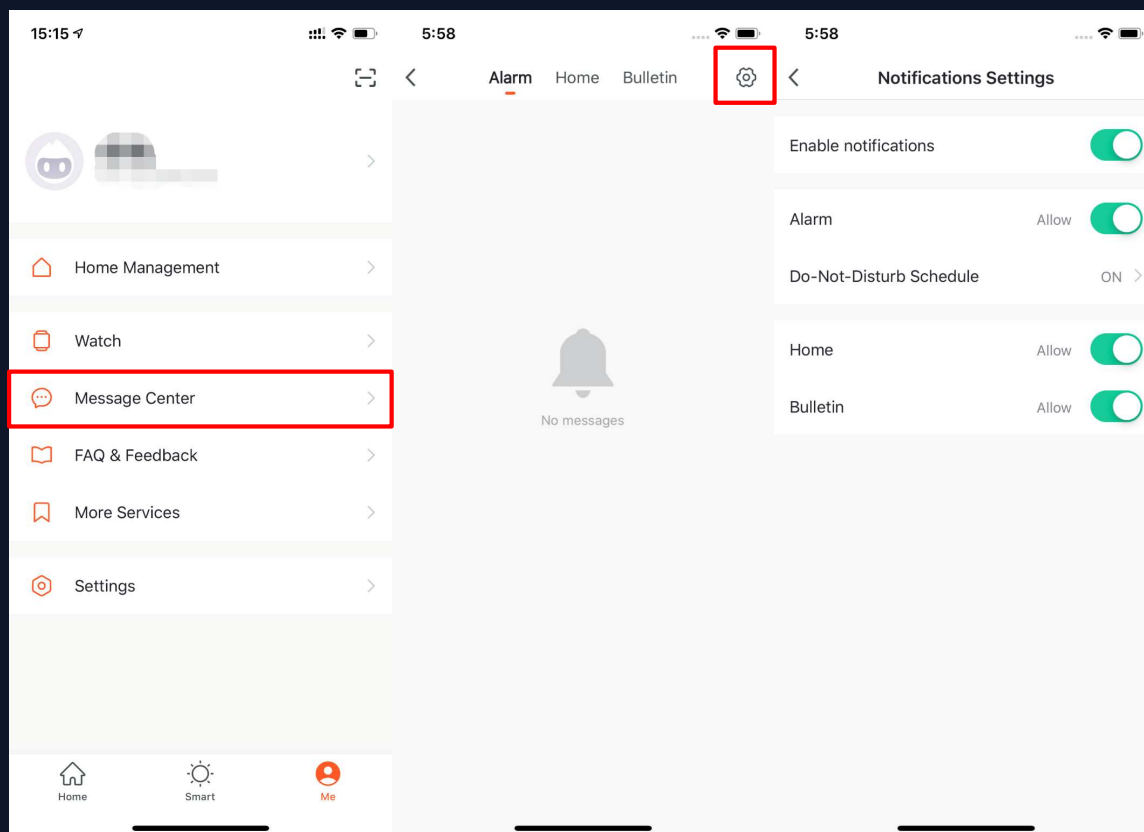 15:15
Home Management
Watch
Message Center
FAQ & Feedback
More Services
Settings
Home
Smart
Me
5:58
Alarm Home Bulletin
No messages
5:58
Notifications Settings
Enable notifications
Alarm Allow
Do-Not-Disturb Schedule ON
Home Allow
Bulletin Allow